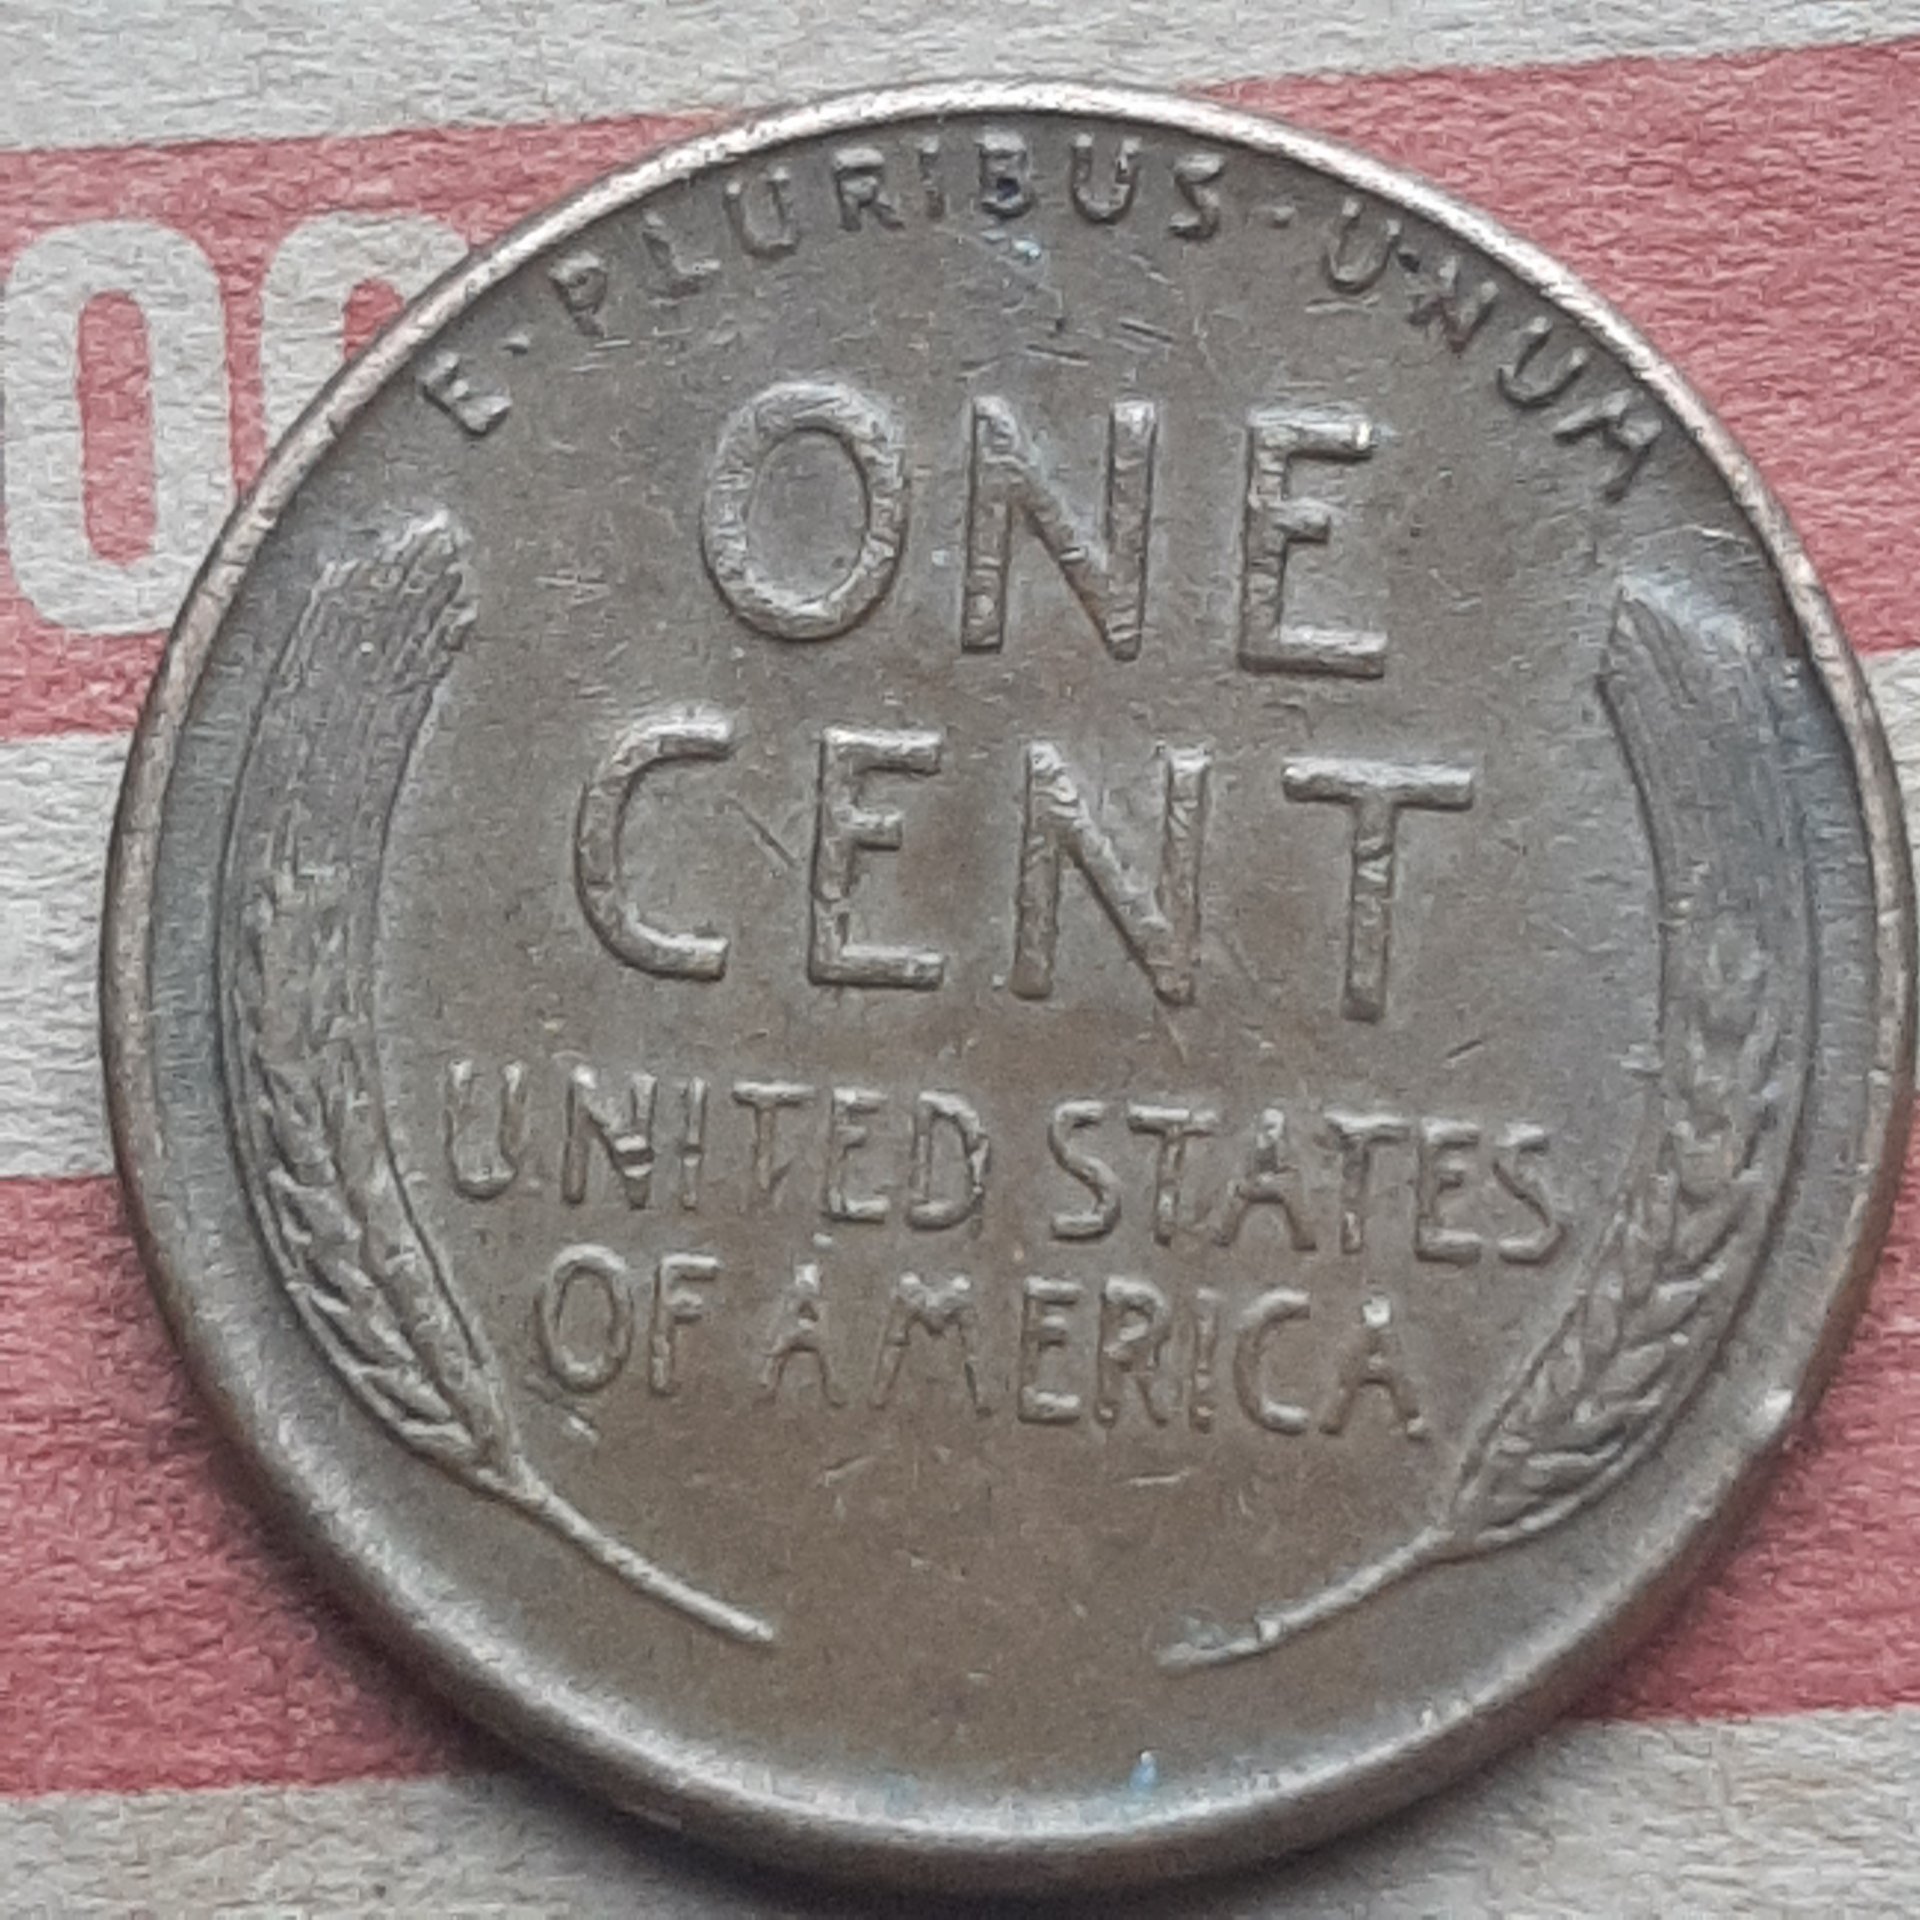 E·PLURIBUS·UNUM
ONE
CENT
UNITED STATES
OF AMERICA